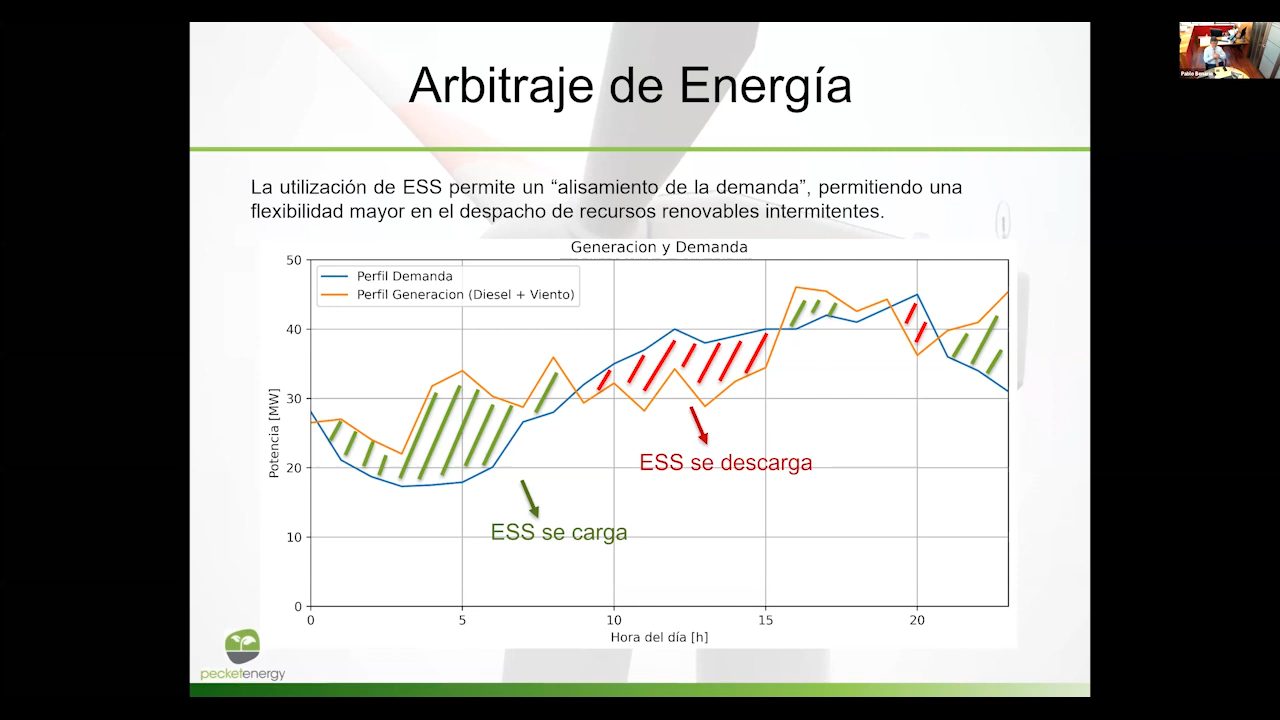 Arbitraje de Energía
La utilización de ESS permite un “alisamiento de la demanda”, permitiendo una
flexibilidad mayor en el despacho de recursos renovables intermitentes.
Generacion y Demanda
Perfil Demanda
Perfil Generacion (Diesel + Viento)
50
40
30
20
10
0
Potencia [MW]
ESS se descarga
ESS se carga
0 5 10 15 20
Hora del día [h]
pecketenergy
Pablo